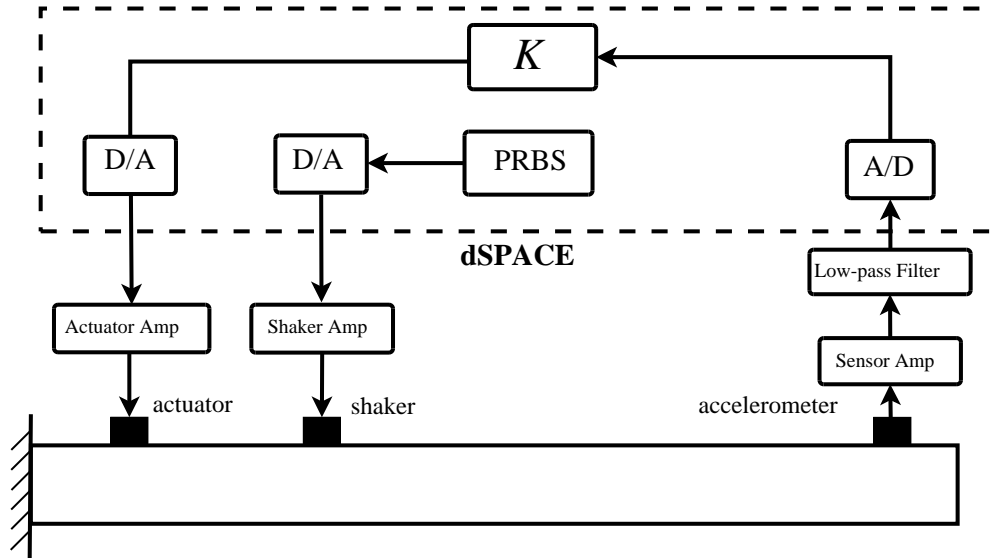 K
D/A
D/A
PRBS
A/D
dSPACE
Low-pass Filter
Actuator Amp
Shaker Amp
Sensor Amp
actuator
shaker
accelerometer